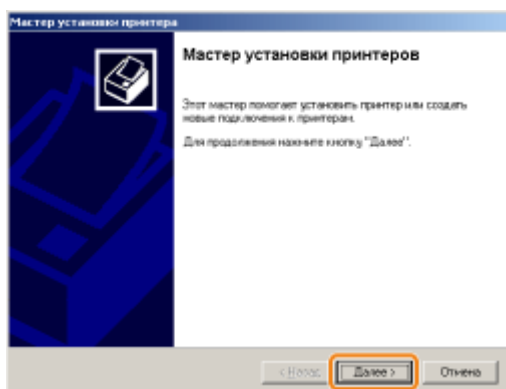 Мастер установки принтера
Мастер установки принтеров
Этот мастер помогает установить принтер или создать
новые подключения к принтерам.
Для продолжения нажмите кнопку "Далее".
< Назад
Далее >
Отмена